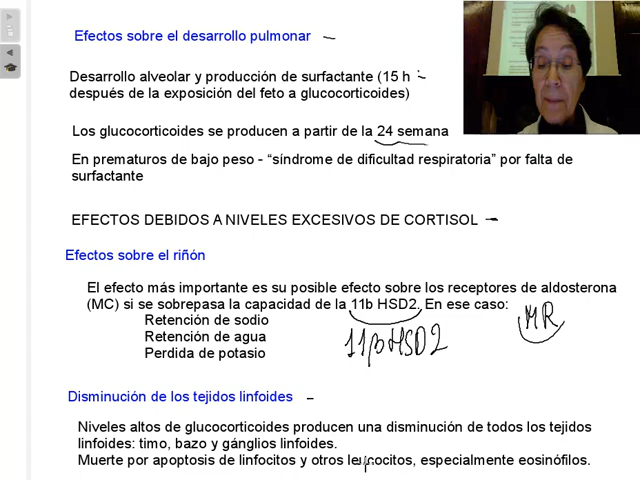 Efectos sobre el desarrollo pulmonar
Desarrollo alveolar y producción de surfactante (15 h
después de la exposición del feto a glucocorticoides)
Los glucocorticoides se producen a partir de la 24 semana
En prematuros de bajo peso - “síndrome de dificultad respiratoria” por falta de
surfactante
EFECTOS DEBIDOS A NIVELES EXCESIVOS DE CORTISOL
Efectos sobre el riñón
El efecto más importante es su posible efecto sobre los receptores de aldosterona
(MC) si se sobrepasa la capacidad de la 11b HSD2. En ese caso:
MR
Retención de sodio
Retención de agua
Perdida de potasio
11βHSD2
Disminución de los tejidos linfoides
Niveles altos de glucocorticoides producen una disminución de todos los tejidos
linfoides: timo, bazo y gánglios linfoides.
Muerte por apoptosis de linfocitos y otros leucocitos, especialmente eosinófilos.